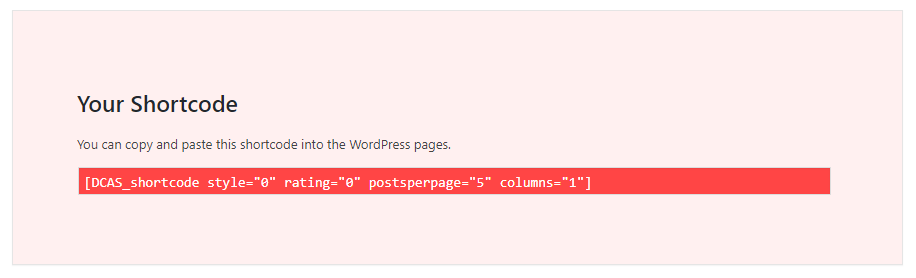 Your Shortcode
You can copy and paste this shortcode into the WordPress pages.
[DCAS_shortcode style="0" rating="0" postsperpage="5" columns="1"]